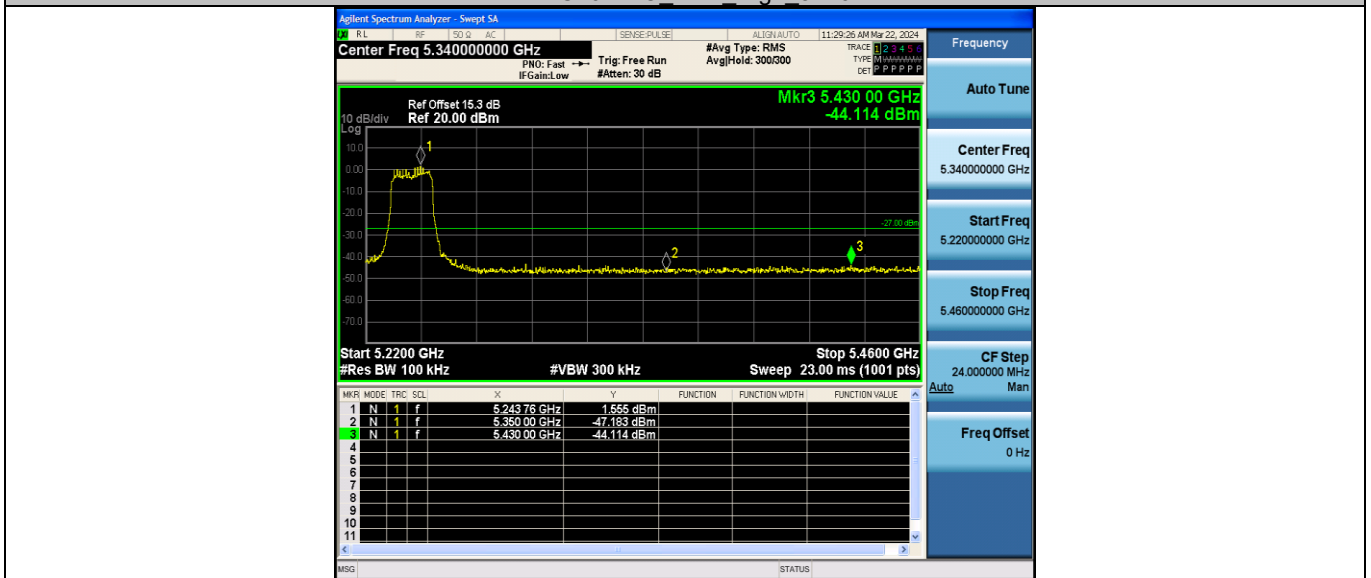 Agilent Spectrum Analyzer - Swept SA
RL RF 50 Ω AC SENSE:PULSE ALIGN AUTO 11:29:26 AM Mar 22, 2024
Center Freq 5.340000000 GHz #Avg Type: RMS TRACE 1 2 3 4 5 6
PNO: Fast Trig: Free Run Avg|Hold: 300/300 TYPE M
IFGain:Low #Atten: 30 dB DET P P P P P P
Frequency
Auto Tune
Center Freq
5.340000000 GHz
Start Freq
5.220000000 GHz
Stop Freq
5.460000000 GHz
CF Step
24.000000 MHz
Auto Man
Freq Offset
0 Hz
Mkr3 5.430 00 GHz
-44.114 dBm
Ref Offset 15.3 dB
10 dB/div Ref 20.00 dBm
Log
10.0
0.00
-10.0
-20.0
-30.0
-40.0
-50.0
-60.0
-70.0
1
2
3
-27.00 dBm
Start 5.2200 GHz Stop 5.4600 GHz
#Res BW 100 kHz #VBW 300 kHz Sweep 23.00 ms (1001 pts)
MKR MODE TRC SCL X Y FUNCTION FUNCTION WIDTH FUNCTION VALUE
1 N 1 f 5.243 76 GHz 1.555 dBm
2 N 1 f 5.350 00 GHz -47.183 dBm
3 N 1 f 5.430 00 GHz -44.114 dBm
4
5
6
7
8
9
10
11
MSG STATUS